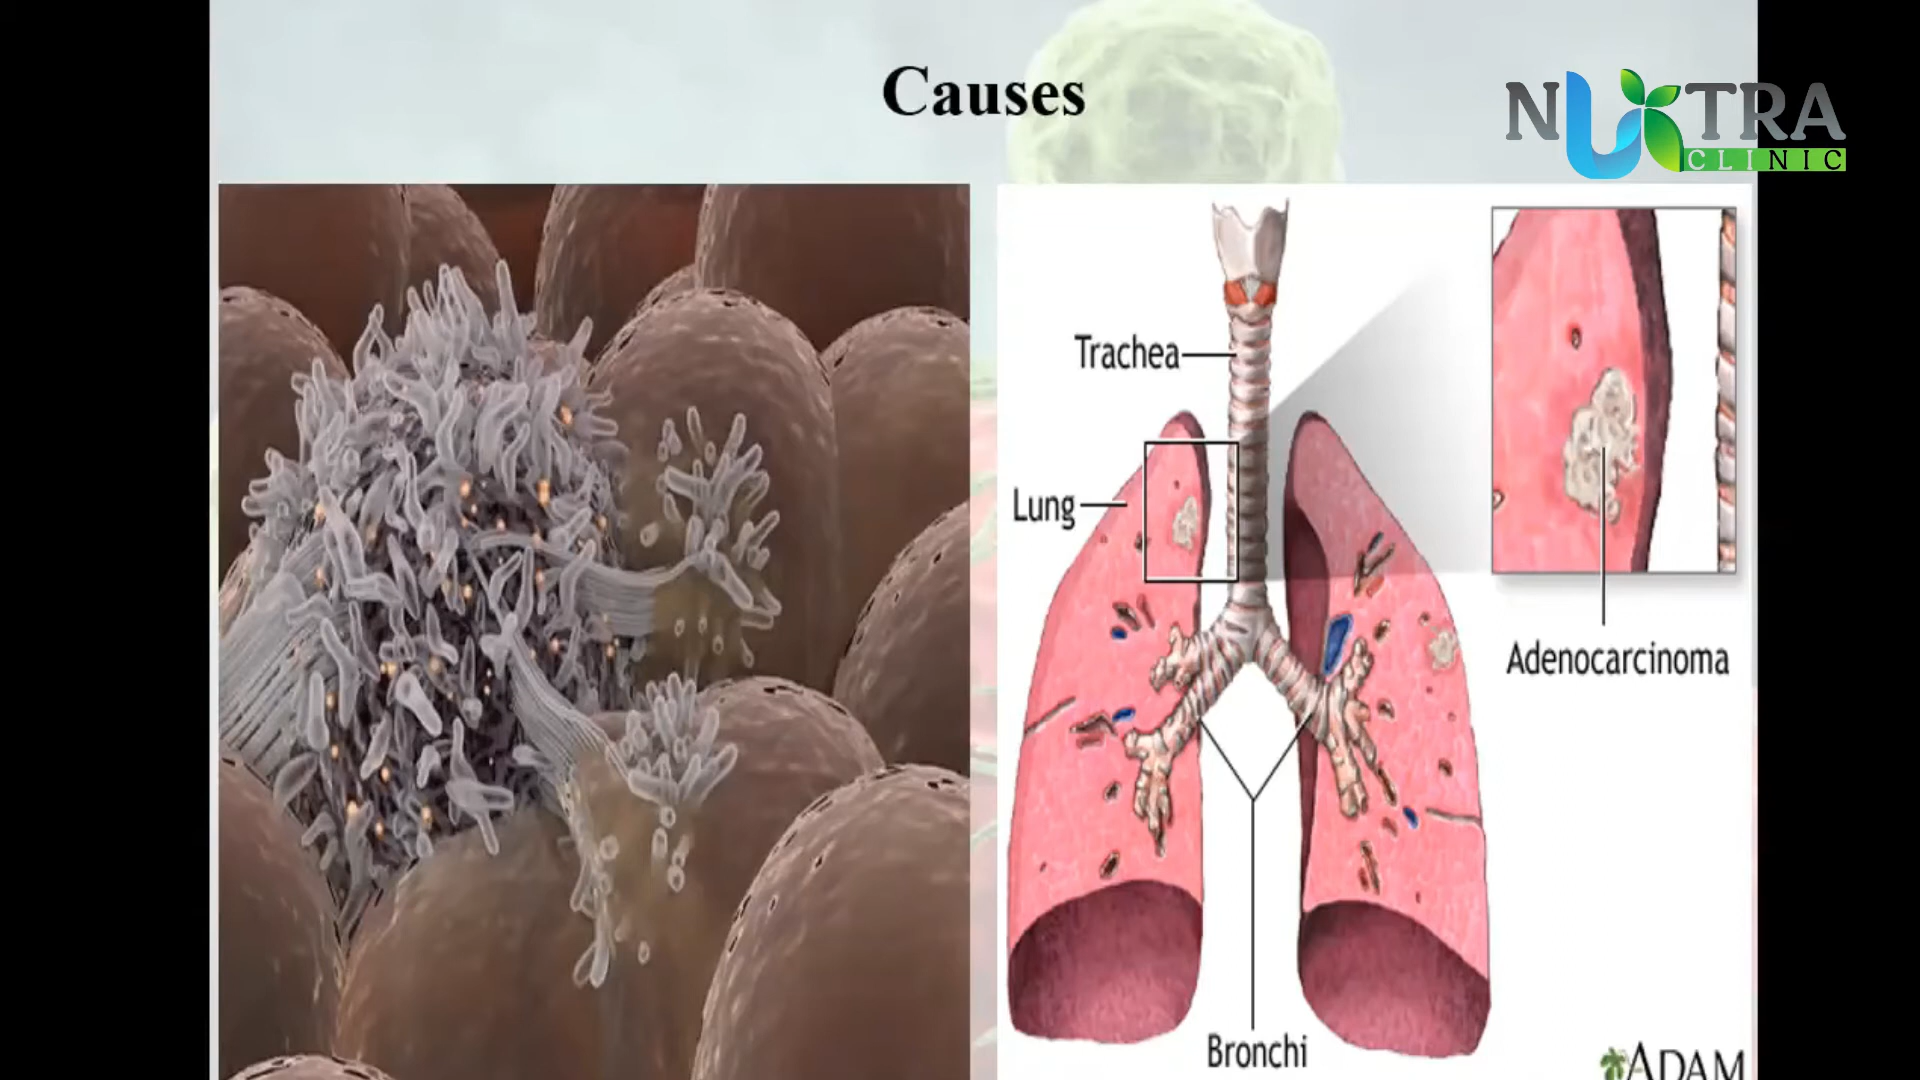 Causes
NUTRA
CLINIC
Trachea
Lung
Adenocarcinoma
Bronchi
ADAM